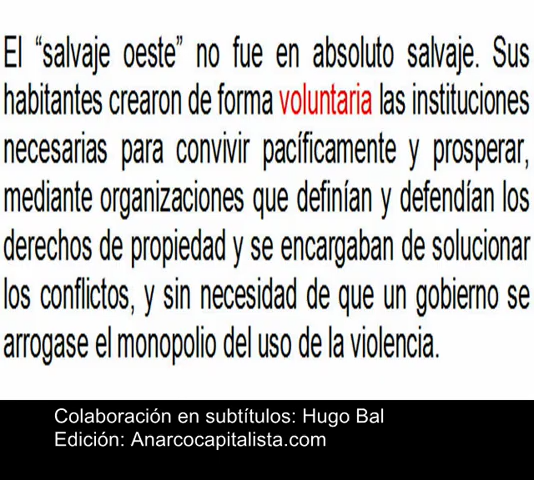 El “salvaje oeste” no fue en absoluto salvaje. Sus
habitantes crearon de forma voluntaria las instituciones
necesarias para convivir pacíficamente y prosperar,
mediante organizaciones que definían y defendían los
derechos de propiedad y se encargaban de solucionar
los conflictos, y sin necesidad de que un gobierno se
arrogase el monopolio del uso de la violencia.
Colaboración en subtítulos: Hugo Bal
Edición: Anarcocapitalista.com